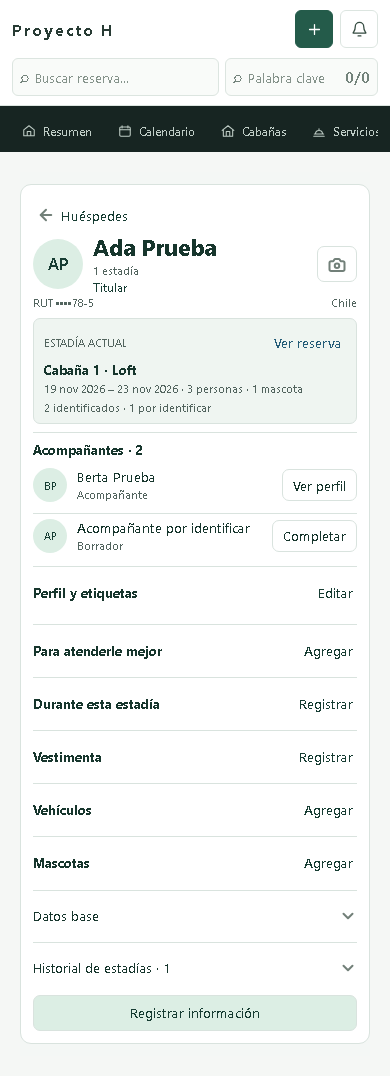 Proyecto H
+
Buscar reserva...
Palabra clave 0/0
Resumen Calendario Cabañas Servicios
← Huéspedes
AP
Ada Prueba
1 estadía
Titular
RUT ••••78-5 Chile
ESTADÍA ACTUAL Ver reserva
Cabaña 1 · Loft
19 nov 2026 – 23 nov 2026 · 3 personas · 1 mascota
2 identificados · 1 por identificar
Acompañantes · 2
BP
Berta Prueba
Acompañante
Ver perfil
AP
Acompañante por identificar
Borrador
Completar
Perfil y etiquetas Editar
Para atenderle mejor Agregar
Durante esta estadía Registrar
Vestimenta Registrar
Vehículos Agregar
Mascotas Agregar
Datos base
Historial de estadías · 1
Registrar información